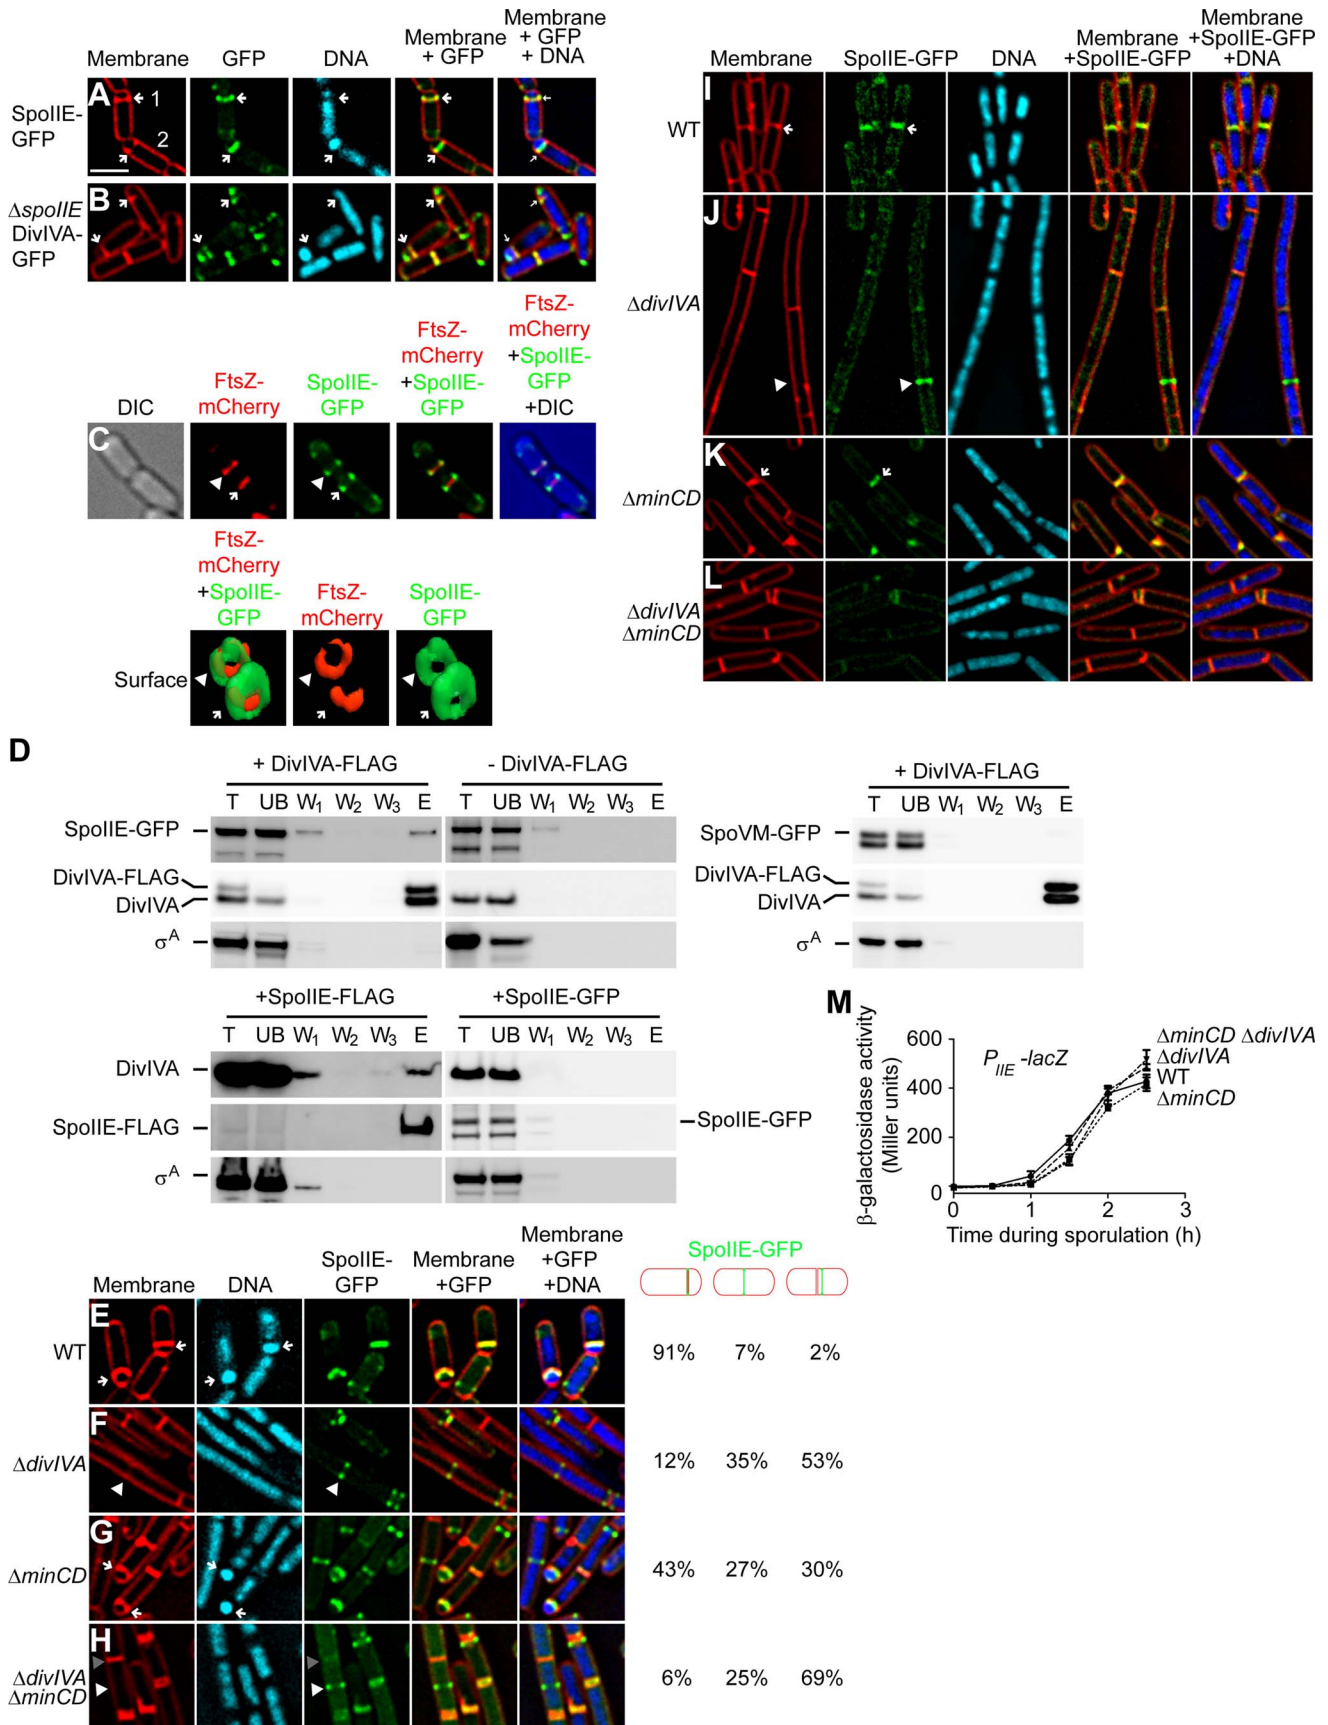 Membrane GFP DNA Membrane + GFP Membrane + GFP + DNA
A
SpoIIE-GFP
1
2
B
ΔspoIIE DivIVA-GFP
DIC FtsZ-mCherry SpoIIE-GFP FtsZ-mCherry +SpoIIE-GFP FtsZ-mCherry +SpoIIE-GFP +DIC
C
FtsZ-mCherry + SpoIIE-GFP FtsZ-mCherry SpoIIE-GFP
Surface
Membrane SpoIIE-GFP DNA Membrane +SpoIIE-GFP Membrane +SpoIIE-GFP +DNA
I
WT
J
ΔdivIVA
K
ΔminCD
L
ΔdivIVA ΔminCD
D
+ DivIVA-FLAG - DivIVA-FLAG
T UB W1 W2 W3 E T UB W1 W2 W3 E
SpoIIE-GFP
DivIVA-FLAG
DivIVA
σA
+ DivIVA-FLAG
T UB W1 W2 W3 E
SpoVM-GFP
DivIVA-FLAG
DivIVA
σA
+SpoIIE-FLAG +SpoIIE-GFP
T UB W1 W2 W3 E T UB W1 W2 W3 E
DivIVA
SpoIIE-FLAG
SpoIIE-GFP
σA
M
β-galactosidase activity (Miller units)
600
400
200
0
PIIE-lacZ
ΔminCD ΔdivIVA
ΔdivIVA
WT
ΔminCD
0 1 2 3
Time during sporulation (h)
Membrane DNA SpoIIE-GFP Membrane +GFP Membrane +GFP +DNA
SpoIIE-GFP
E
WT
91% 7% 2%
F
ΔdivIVA
12% 35% 53%
G
ΔminCD
43% 27% 30%
H
ΔdivIVA ΔminCD
6% 25% 69%